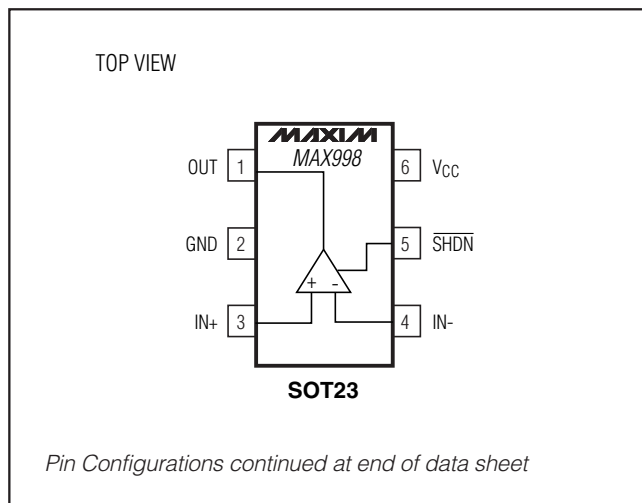 TOP VIEW
MAXIM
MAX998
OUT 1 6 VCC
GND 2 5 SHDN
+ -
IN+ 3 4 IN-
SOT23
Pin Configurations continued at end of data sheet